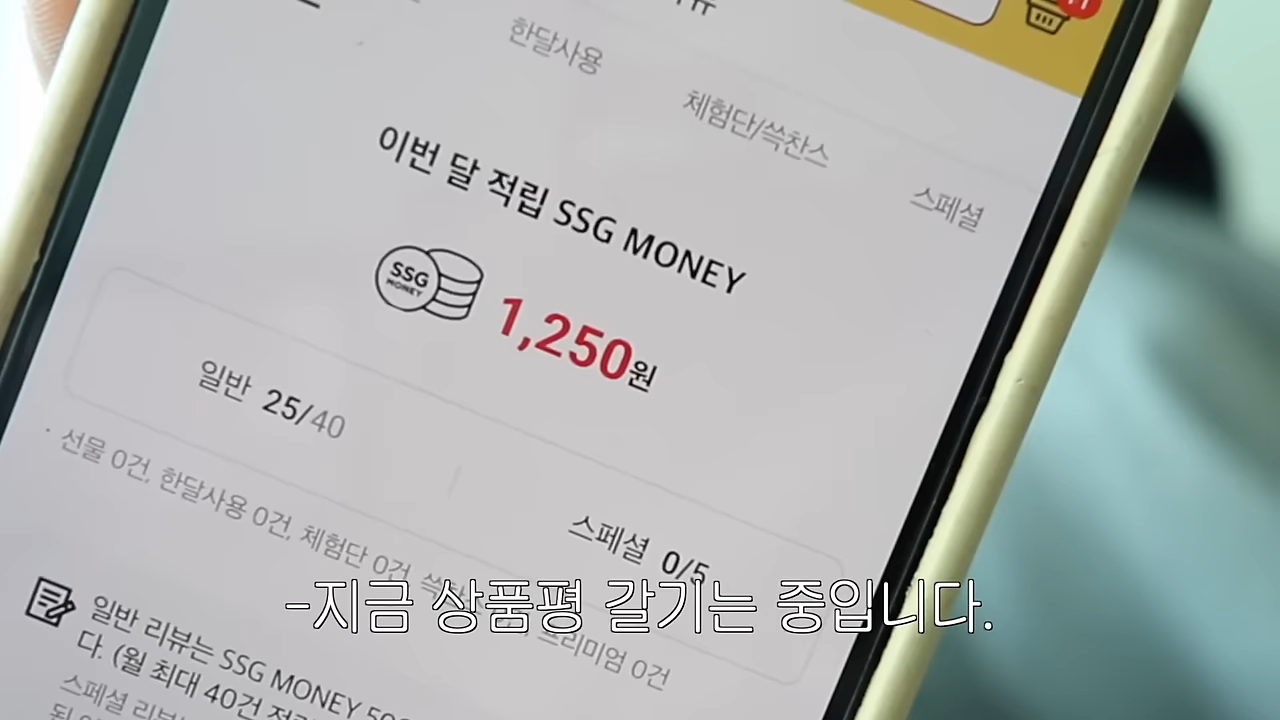 한달사용
체험단/쓱찬스
스페셜
이번 달 적립 SSG MONEY
SSG
MONEY
1,250원
일반 25/40
스페셜 0/5
· 선물 0건, 한달사용 0건, 체험단 0건,
프리미엄 0건
-지금 상품평 갈기는 중입니다.
일반 리뷰는 SSG MONEY
다. (월 최대 40건
스페셜